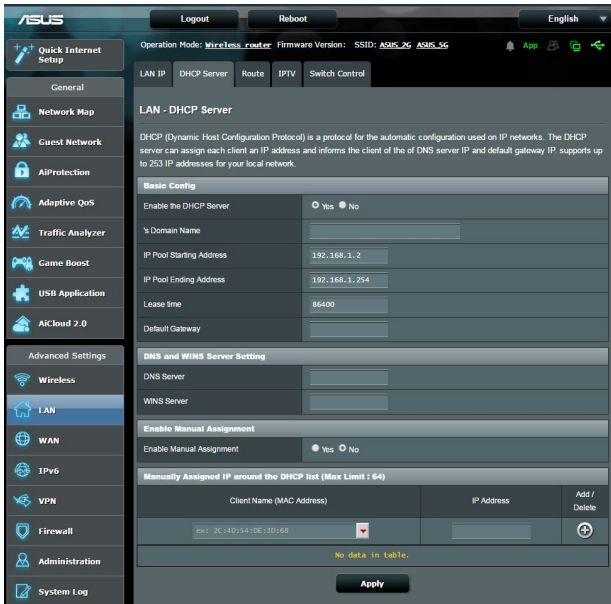 ASUS
Logout
Reboot
English
Quick Internet
Setup
Operation Mode: Wireless router Firmware Version: SSID: ASUS_2G ASUS_5G
App
LAN IP DHCP Server Route IPTV Switch Control
General
Network Map
Guest Network
AiProtection
Adaptive QoS
Traffic Analyzer
Game Boost
USB Application
AiCloud 2.0
Advanced Settings
Wireless
LAN
WAN
IPv6
VPN
Firewall
Administration
System Log
LAN - DHCP Server
DHCP (Dynamic Host Configuration Protocol) is a protocol for the automatic configuration used on IP networks. The DHCP
server can assign each client an IP address and informs the client of the of DNS server IP and default gateway IP. supports up
to 253 IP addresses for your local network.
Basic Config
Enable the DHCP Server Yes No
's Domain Name
IP Pool Starting Address 192.168.1.2
IP Pool Ending Address 192.168.1.254
Lease time 86400
Default Gateway
DNS and WINS Server Setting
DNS Server
WINS Server
Enable Manual Assignment
Enable Manual Assignment Yes No
Manually Assigned IP around the DHCP list (Max Limit : 64)
Client Name (MAC Address) IP Address Add /
Delete
ex: 2C:4D:54:DE:3D:68
No data in table.
Apply